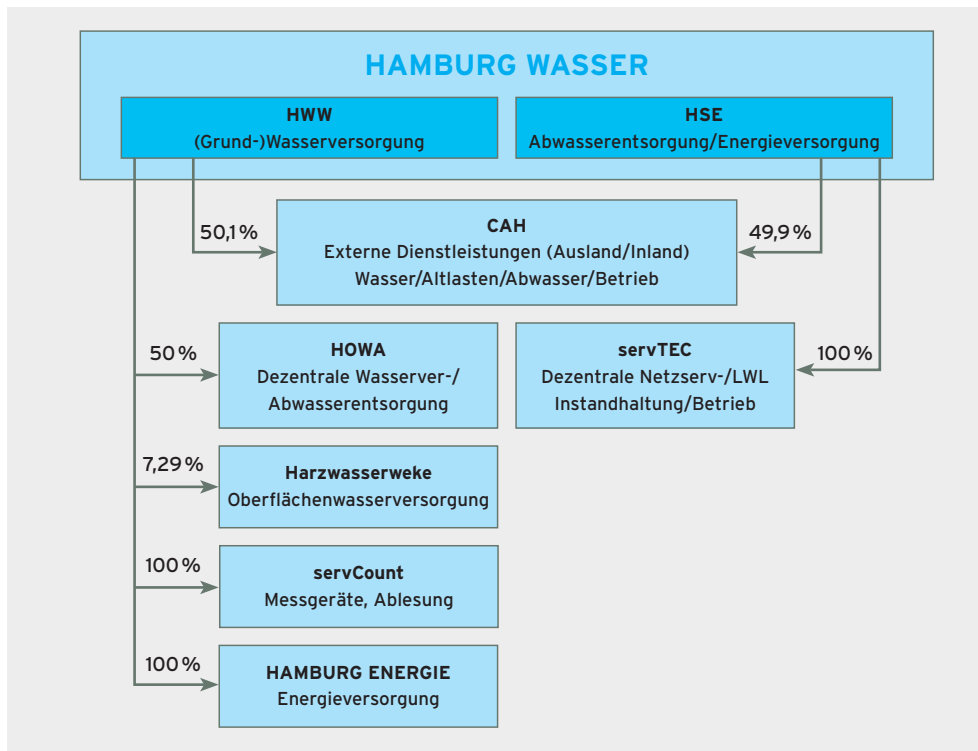 HAMBURG WASSER
HWW
(Grund-)Wasserversorgung
HSE
Abwasserentsorgung/Energieversorgung
50,1 %
CAH
Externe Dienstleistungen (Ausland/Inland)
Wasser/Altlasten/Abwasser/Betrieb
49,9 %
50 %
HOWA
Dezentrale Wasserver-/
Abwasserentsorgung
servTEC
Dezentrale Netzserv-/LWL
Instandhaltung/Betrieb
100 %
7,29 %
Harzwasserweke
Oberflächenwasserversorgung
100 %
servCount
Messgeräte, Ablesung
100 %
HAMBURG ENERGIE
Energieversorgung